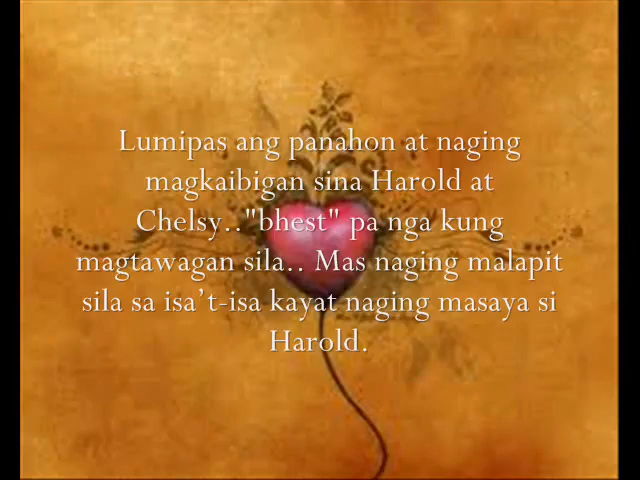 Lumipas ang panahon at naging
magkaibigan sina Harold at
Chelsy.."bhest" pa nga kung
magtawagan sila.. Mas naging malapit
sila sa isa’t-isa kayat naging masaya si
Harold.